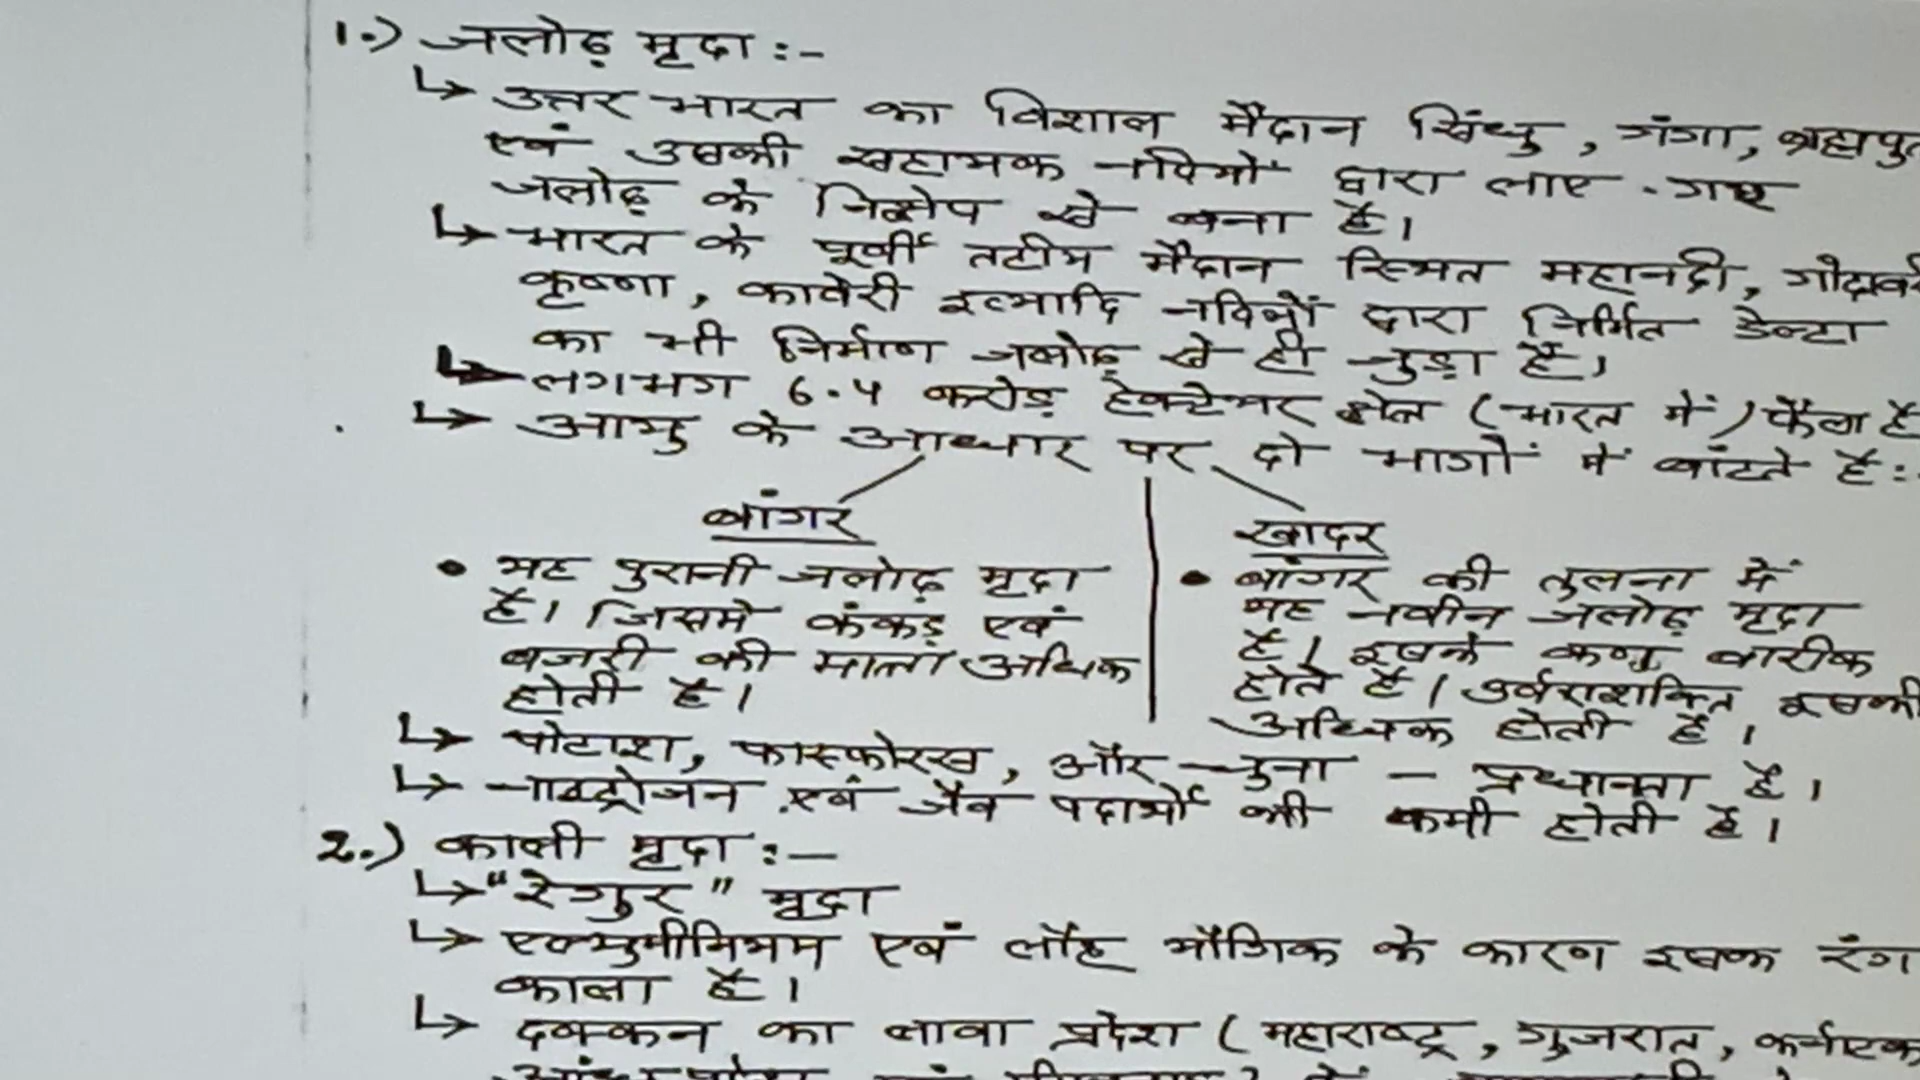 1.) जलोढ़ मृदा :-
↳ उत्तर भारत का विशाल मैदान सिंधु, गंगा, ब्रह्मपुत
एवं उसकी सहायक नदियों द्वारा लाए गए
जलोढ़ के निक्षेप से बना है।
↳ भारत के पूर्वी तटीय मैदान स्थित महानदी, गोदाव
कृष्णा, कावेरी इत्यादि नदियों द्वारा निर्मित डेल्टा
का भी निर्माण जलोढ़ से ही जुड़ा है।
↳ लगभग 6.4 करोड़ हेक्टेयर क्षेत्र (भारत में) फैला है
↳ आयु के आधार पर दो भागों में बांटते है :-
बांगर
• यह पुरानी जलोढ़ मृदा
है। जिसमे कंकड़ एवं
बजरी की मात्रा अधिक
होती है।
खादर
• बांगर की तुलना में
यह नवीन जलोढ़ मृदा
है। इसके कण बारीक
होते है। उर्वराशक्ति इसकी
अधिक होती है।
↳ पोटाश, फास्फोरस, और चुना - प्रधानता है।
↳ नाइट्रोजन एवं जैव पदार्थों की कमी होती है।
2.) काली मृदा :-
↳ "रेगुर" मृदा
↳ एल्युमीनियम एवं लौह यौगिक के कारण इसका रंग
काला है।
↳ दक्कन का लावा प्रदेश (महाराष्ट्र, गुजरात,